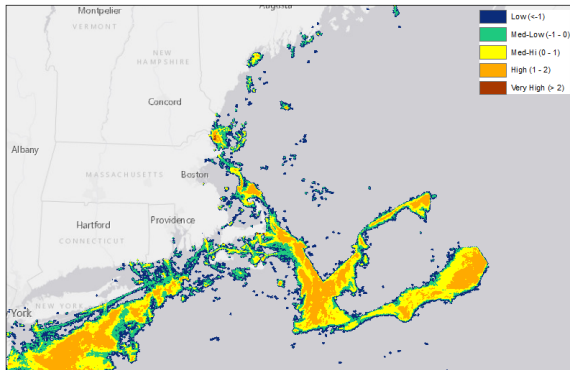 Augusta
Montpelier
VERMONT
NEW
HAMPSHIRE
Concord
Albany
MASSACHUSETTS
Boston
Hartford
Providence
CONNECTICUT
NEW YORK
York
Low (<-1)
Med-Low (-1 - 0)
Med-Hi (0 - 1)
High (1 - 2)
Very High (> 2)